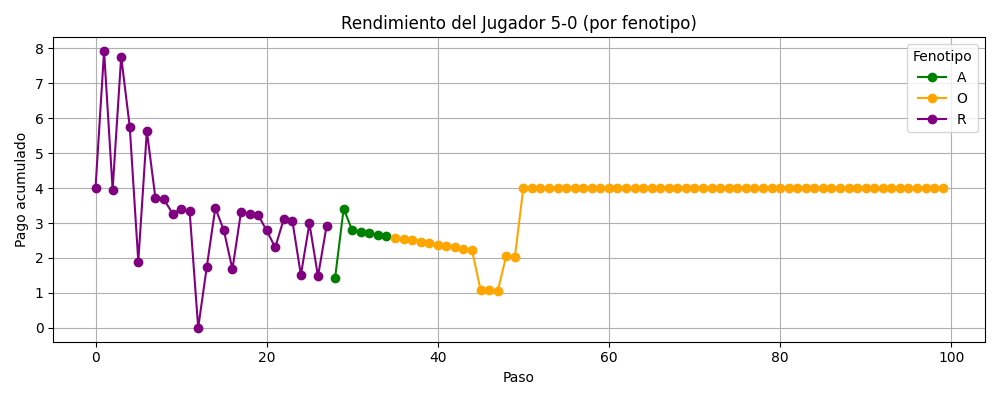 Rendimiento del Jugador 5-0 (por fenotipo)
Pago acumulado
8
7
6
5
4
3
2
1
0
Fenotipo
A
O
R
0 20 40 60 80 100
Paso